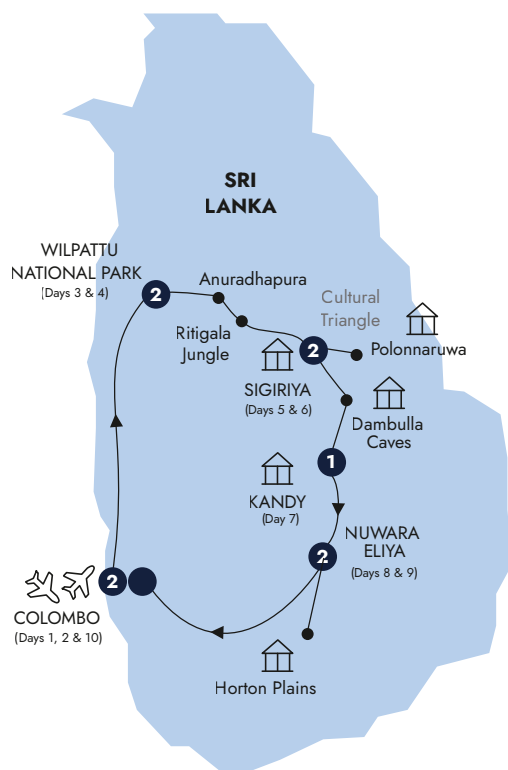 SRI
LANKA
WILPATTU
NATIONAL PARK
(Days 3 & 4)
2
Anuradhapura
Ritigala
Jungle
Cultural
Triangle
2
Polonnaruwa
SIGIRIYA
(Days 5 & 6)
Dambulla
Caves
1
KANDY
(Day 7)
NUWARA
ELIYA
(Days 8 & 9)
2
2
COLOMBO
(Days 1, 2 & 10)
Horton Plains